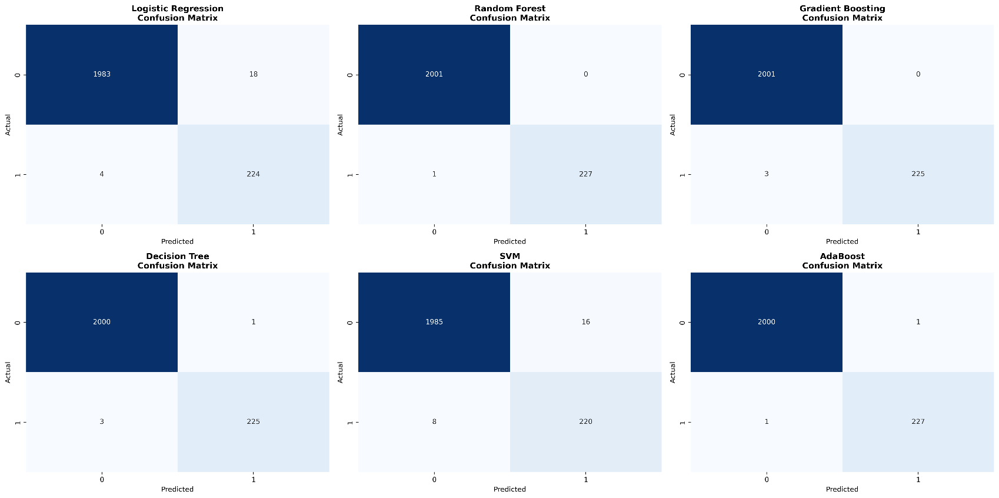 Logistic Regression
Confusion Matrix
0
1983
18
Actual
1
4
224
0
1
Predicted
Random Forest
Confusion Matrix
0
2001
0
Actual
1
1
227
0
1
Predicted
Gradient Boosting
Confusion Matrix
0
2001
0
Actual
1
3
225
0
1
Predicted
Decision Tree
Confusion Matrix
0
2000
1
Actual
1
3
225
0
1
Predicted
SVM
Confusion Matrix
0
1985
16
Actual
1
8
220
0
1
Predicted
AdaBoost
Confusion Matrix
0
2000
1
Actual
1
1
227
0
1
Predicted